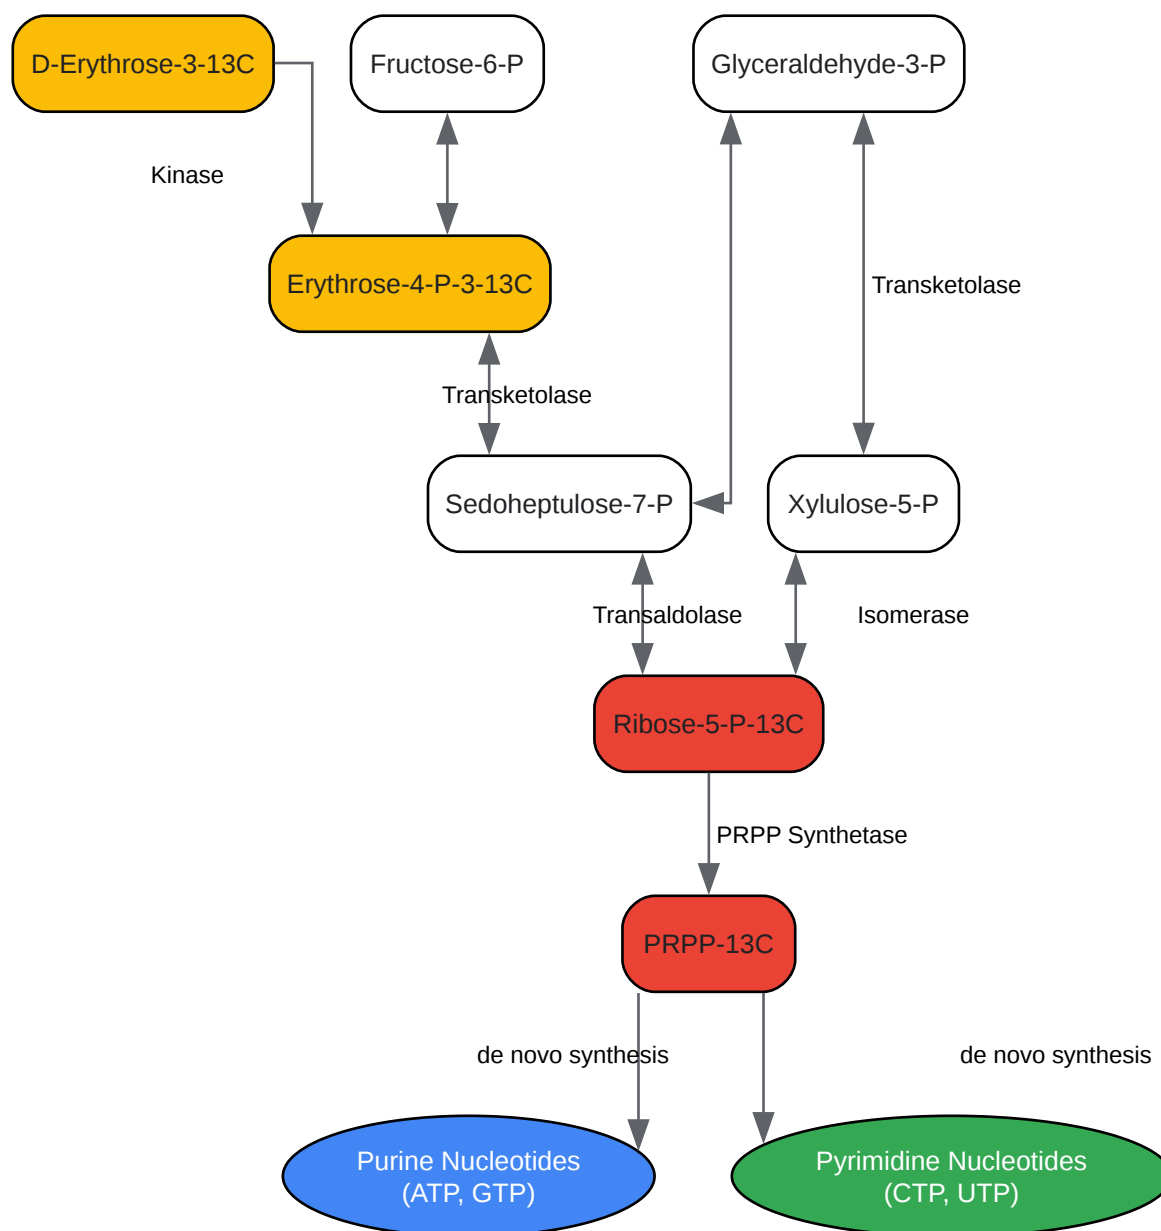 D-Erythrose-3-13C
Fructose-6-P
Glyceraldehyde-3-P
Kinase
Erythrose-4-P-3-13C
Transketolase
Transketolase
Sedoheptulose-7-P
Xylulose-5-P
Transaldolase
Isomerase
Ribose-5-P-13C
PRPP Synthetase
PRPP-13C
de novo synthesis
de novo synthesis
Purine Nucleotides
(ATP, GTP)
Pyrimidine Nucleotides
(CTP, UTP)